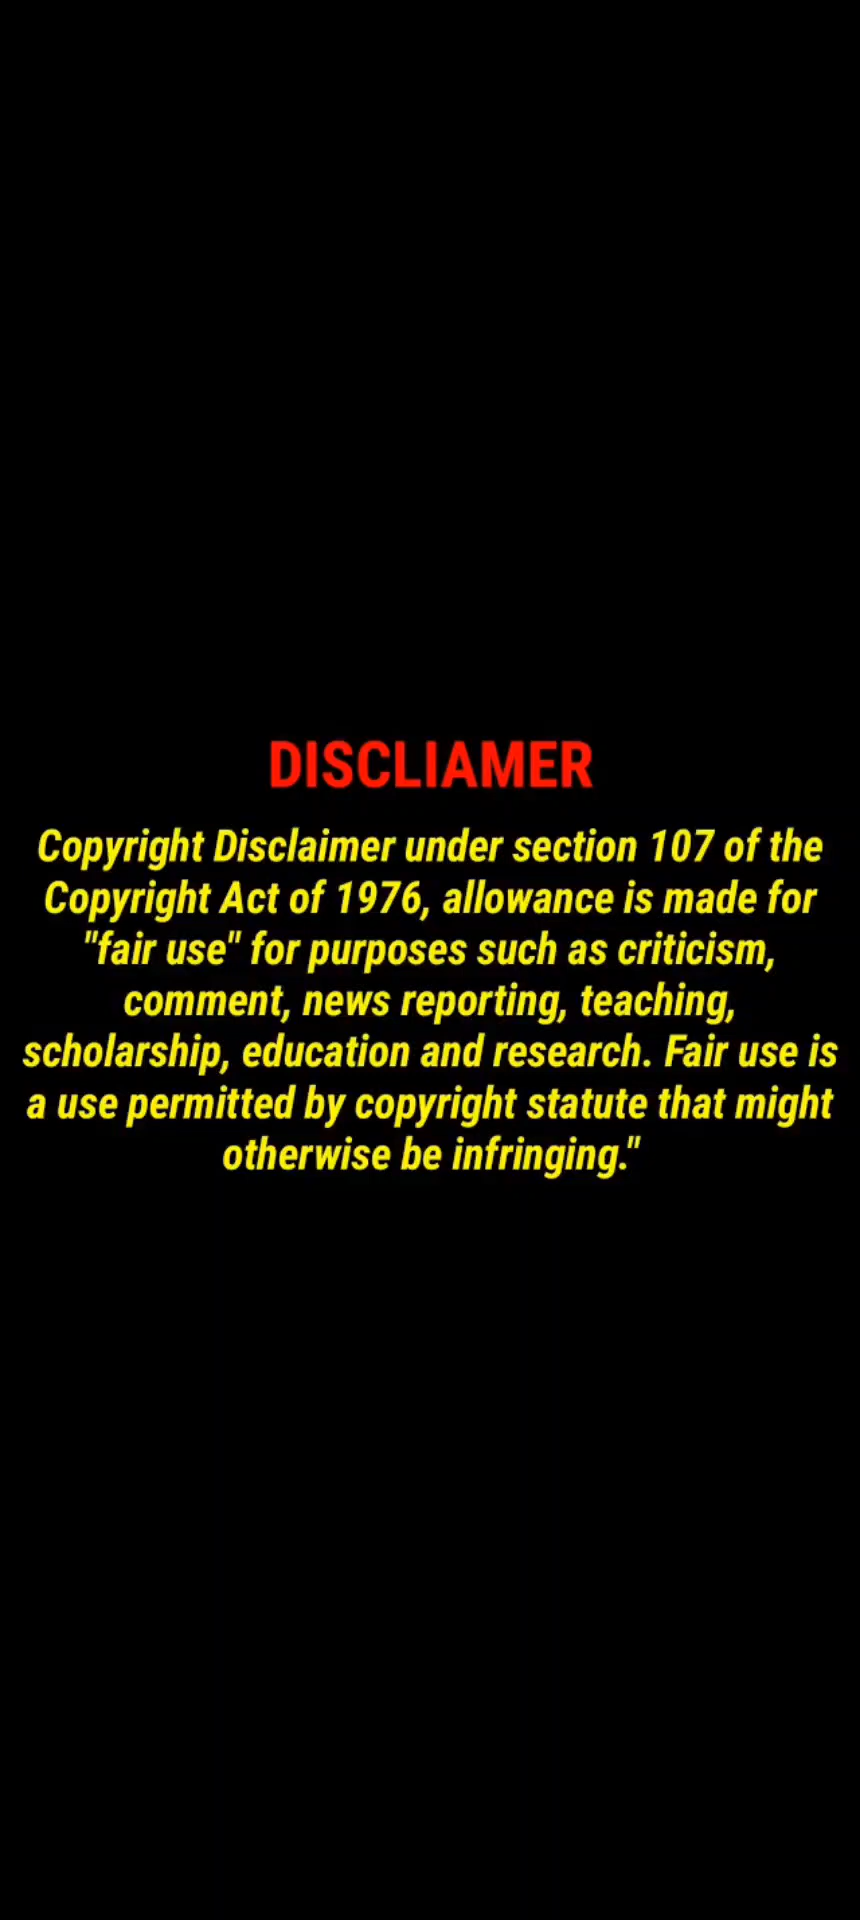 DISCLIAMER
Copyright Disclaimer under section 107 of the
Copyright Act of 1976, allowance is made for
"fair use" for purposes such as criticism,
comment, news reporting, teaching,
scholarship, education and research. Fair use is
a use permitted by copyright statute that might
otherwise be infringing."